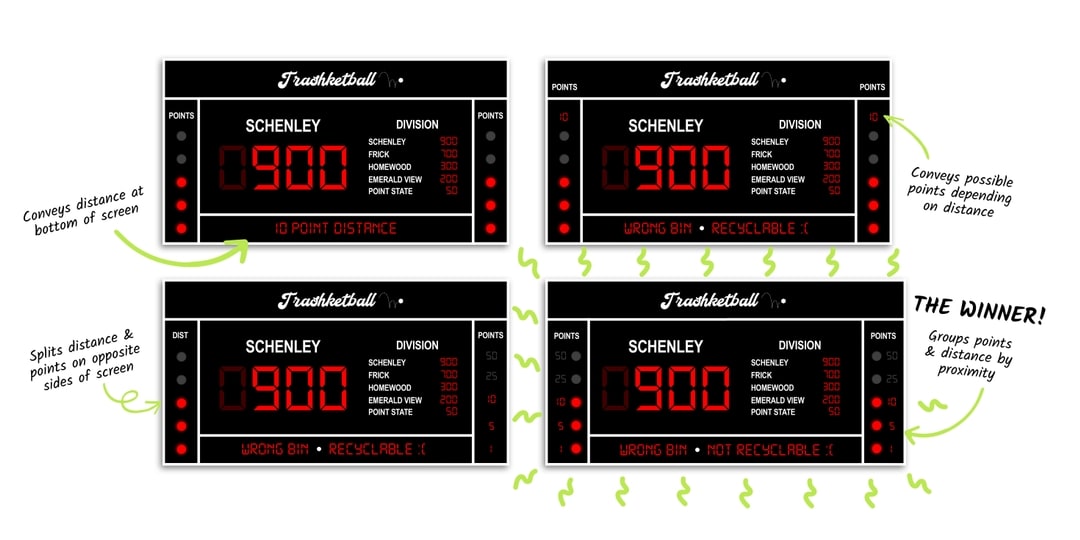 Trashketball
POINTS
POINTS
SCHENLEY
0900
DIVISION
SCHENLEY 900
FRICK 700
HOMEWOOD 300
EMERALD VIEW 200
POINT STATE 50
10 POINT DISTANCE
Conveys distance at
bottom of screen
Trashketball
POINTS
POINTS
10
10
SCHENLEY
0900
DIVISION
SCHENLEY 900
FRICK 700
HOMEWOOD 300
EMERALD VIEW 200
POINT STATE 50
WRONG BIN • RECYCLABLE :(
Conveys possible
points depending
on distance
Trashketball
DIST
POINTS
50
25
10
5
1
SCHENLEY
0900
DIVISION
SCHENLEY 900
FRICK 700
HOMEWOOD 300
EMERALD VIEW 200
POINT STATE 50
WRONG BIN • RECYCLABLE :(
Splits distance &
points on opposite
sides of screen
Trashketball
POINTS
50
25
10
5
1
SCHENLEY
0900
DIVISION
SCHENLEY 900
FRICK 700
HOMEWOOD 300
EMERALD VIEW 200
POINT STATE 50
WRONG BIN • NOT RECYCLABLE :(
POINTS
50
25
10
5
1
THE WINNER!
Groups points
& distance by
proximity